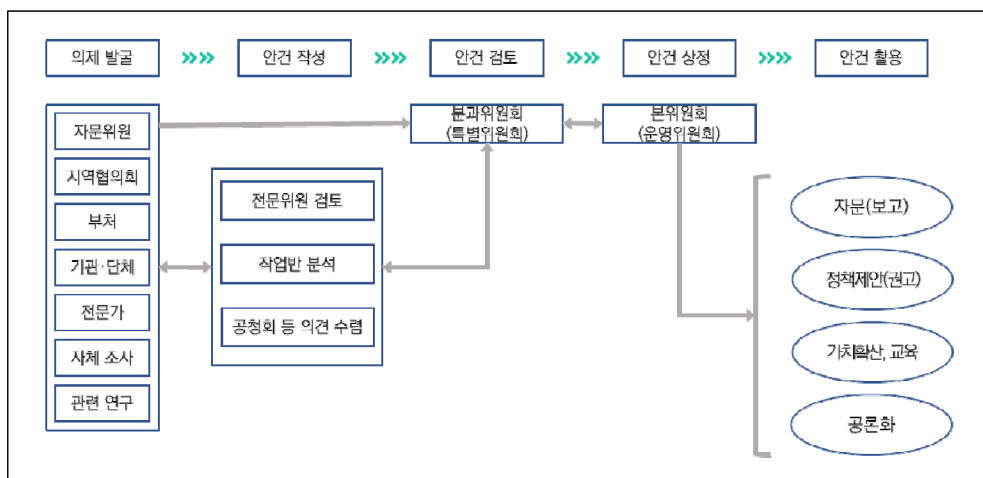 의제 발굴 »»» 안건 작성 »»» 안건 검토 »»» 안건 상정 »»» 안건 활용
자문위원
지역협의회
부처
기관·단체
전문가
자체 조사
관련 연구
전문위원 검토
작업반 분석
공청회 등 의견 수렴
분과위원회
(특별위원회)
본위원회
(운영위원회)
자문(보고)
정책제안(권고)
가치확산, 교육
공론화